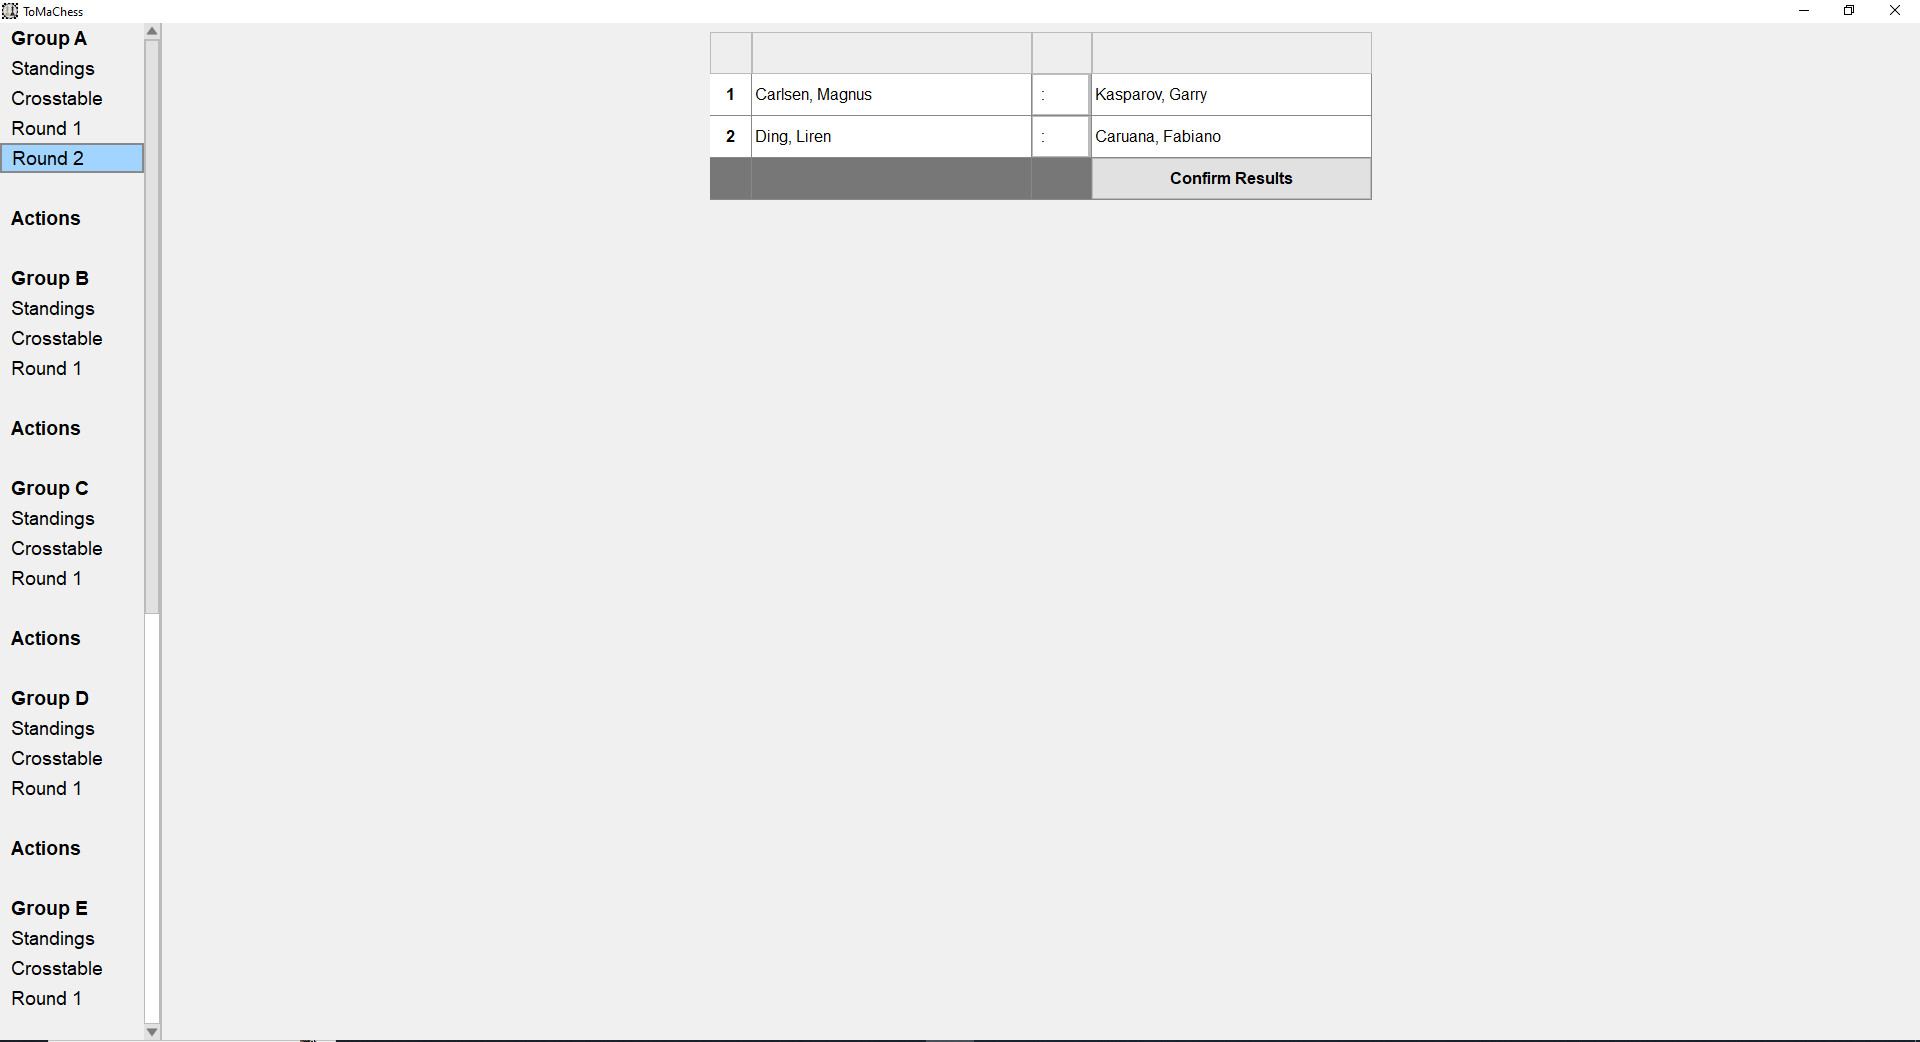 ToMaChess
Group A
Standings
Crosstable
Round 1
Round 2
Actions
Group B
Standings
Crosstable
Round 1
Actions
Group C
Standings
Crosstable
Round 1
Actions
Group D
Standings
Crosstable
Round 1
Actions
Group E
Standings
Crosstable
Round 1
1 Carlsen, Magnus : Kasparov, Garry
2 Ding, Liren : Caruana, Fabiano
Confirm Results